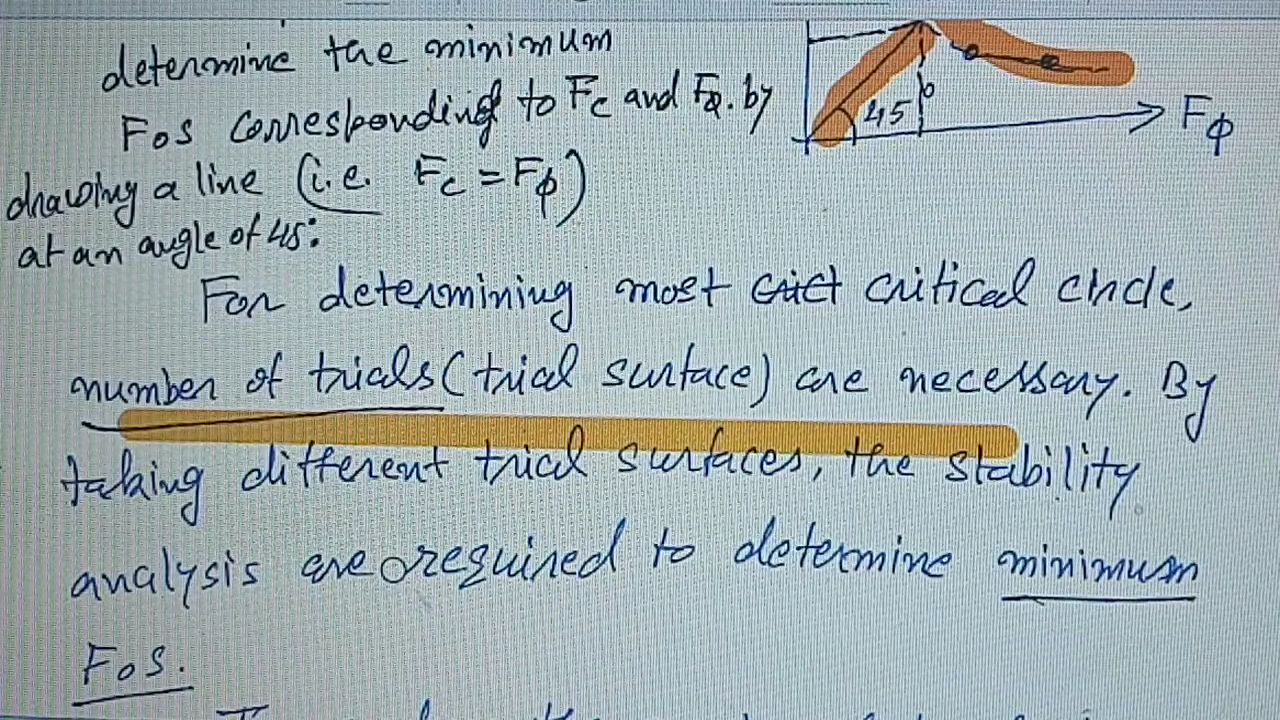 determine the minimum
Fos corresponding to Fc and Fφ. by
drawing a line (i.e. Fc = Fφ)
at an angle of 45°.
45°
Fφ
For determining most crict critical circle,
number of trials (trial surface) are necessary. By
taking different trial surfaces, the stability
analysis are required to determine minimum
Fos.